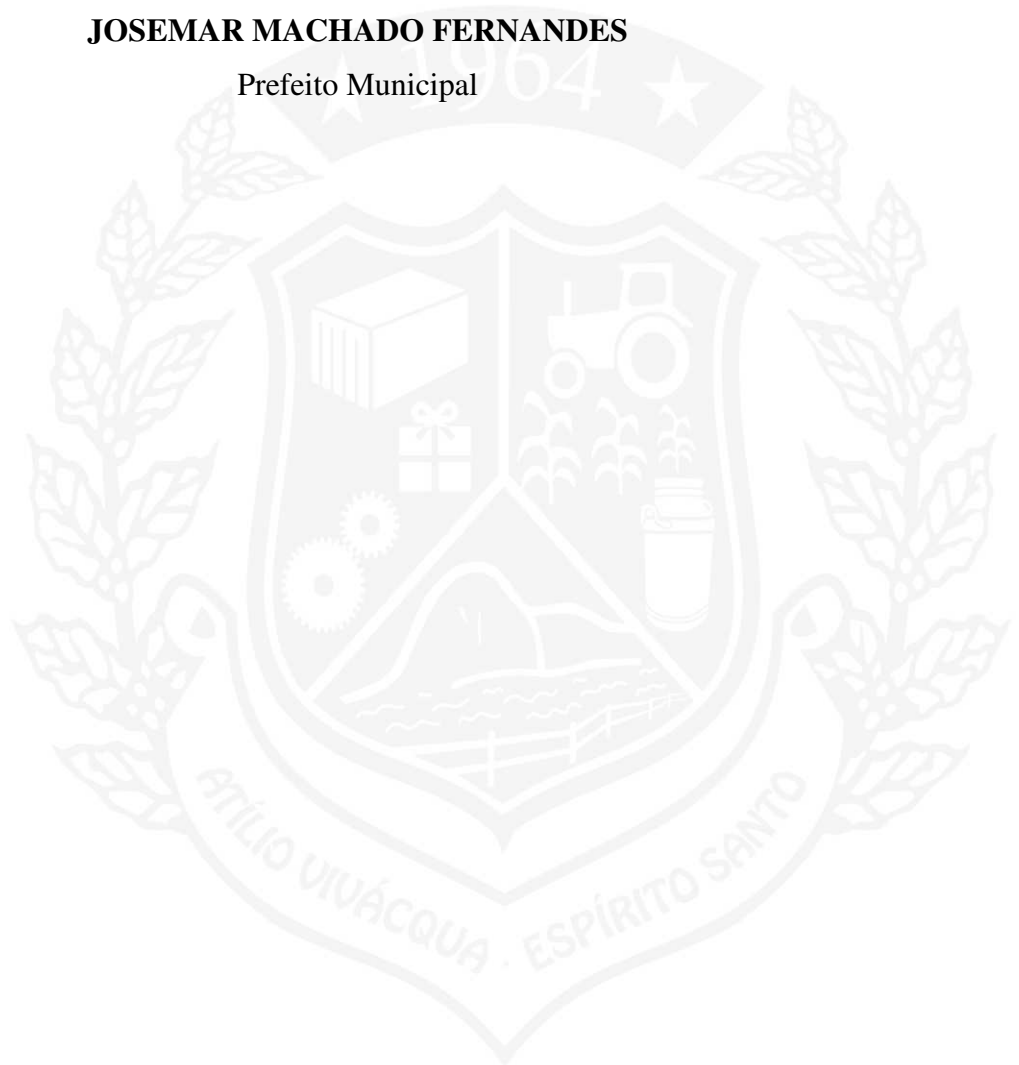 JOSEMAR MACHADO FERNANDES
Prefeito Municipal
1964
ATÍLIO VIVÁCQUA . ESPÍRITO SANTO